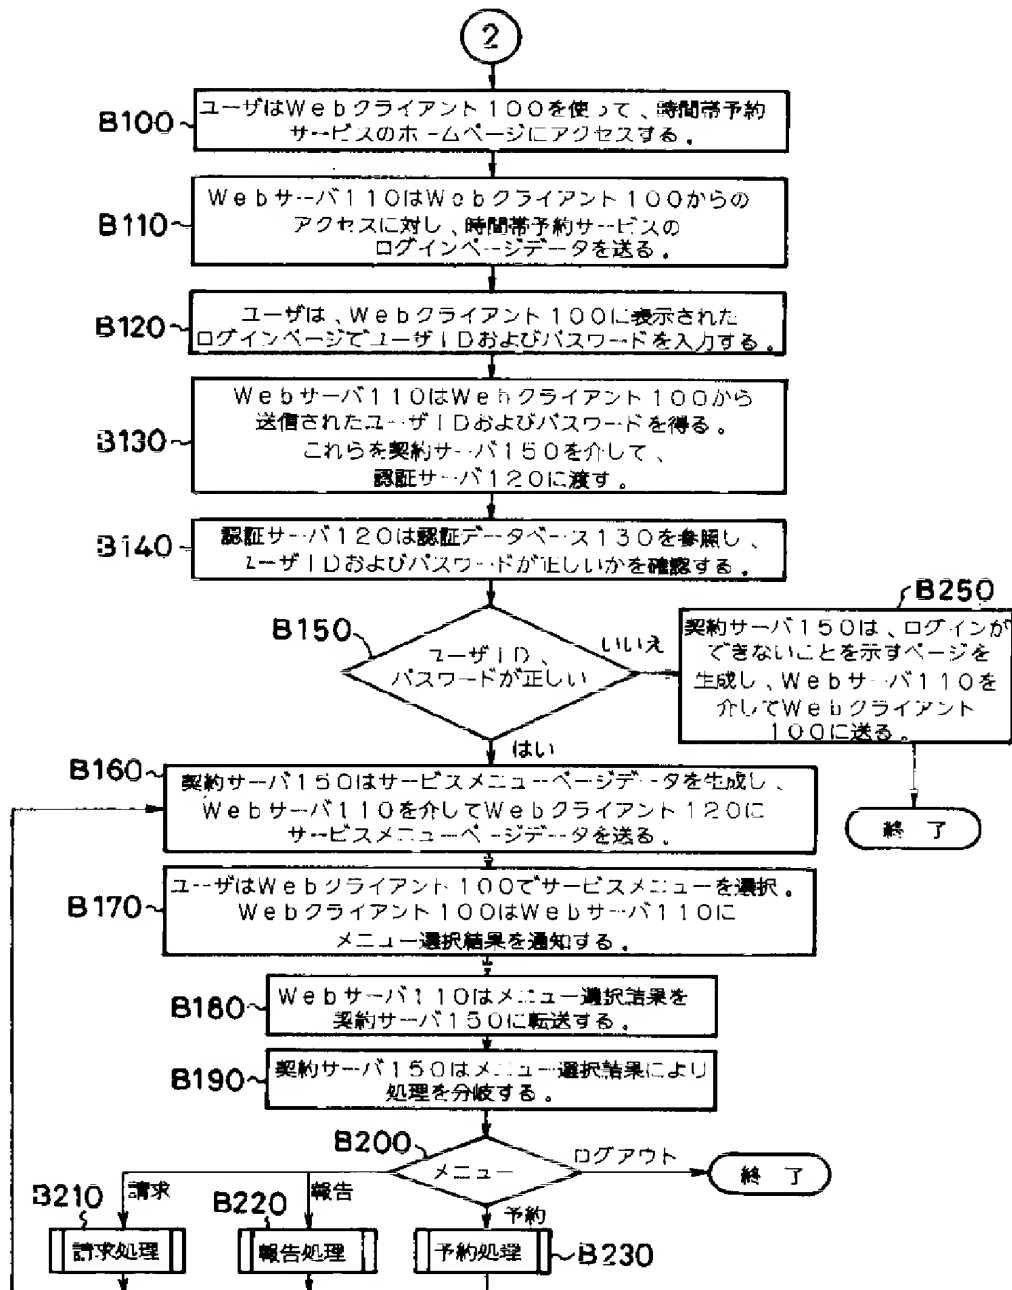 2
B100
ユーザはWebクライアント100を使って、時間帯予約
サービスのホームページにアクセスする。
B110
Webサーバ110はWebクライアント100からの
アクセスに対し、時間帯予約サービスの
ログインページデータを送る。
B120
ユーザは、Webクライアント100に表示された
ログインページでユーザIDおよびパスワードを入力する。
B130
Webサーバ110はWebクライアント100から
送信されたユーザIDおよびパスワードを得る。
これらを契約サーバ150を介して、
認証サーバ120に渡す。
B140
認証サーバ120は認証データベース130を参照し、
ユーザIDおよびパスワードが正しいかを確認する。
B150
ユーザID、
パスワードが正しい
いいえ
はい
B250
契約サーバ150は、ログインが
できないことを示すページを
生成し、Webサーバ110を
介してWebクライアント
100に送る。
終了
B160
契約サーバ150はサービスメニューページデータを生成し、
Webサーバ110を介してWebクライアント120に
サービスメニューページデータを送る。
B170
ユーザはWebクライアント100でサービスメニューを選択。
Webクライアント100はWebサーバ110に
メニュー選択結果を通知する。
B180
Webサーバ110はメニュー選択結果を
契約サーバ150に転送する。
B190
契約サーバ150はメニュー選択結果により
処理を分岐する。
B200
メニュー
ログアウト
終了
請求
報告
予約
B210
請求処理
B220
報告処理
予約処理
B230